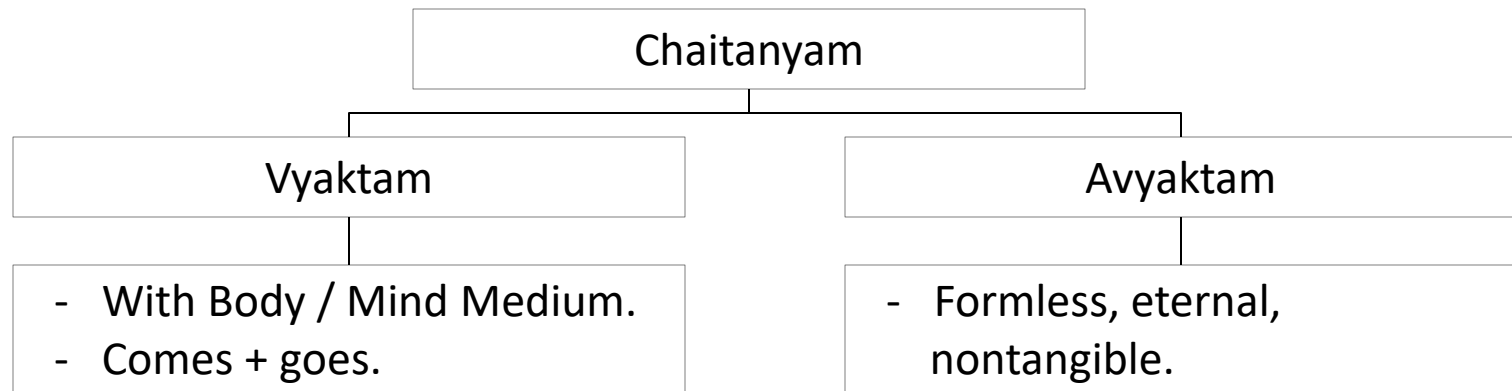 Chaitanyam
Vyaktam
Avyaktam
- With Body / Mind Medium.
- Comes + goes.
- Formless, eternal,
nontangible.